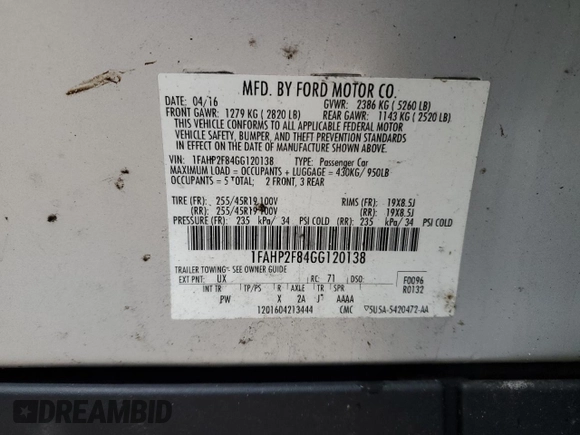 MFD. BY FORD MOTOR CO.
DATE: 04/16 GVWR: 2386 KG ( 5260 LB)
FRONT GAWR: 1279 KG ( 2820 LB) REAR GAWR: 1143 KG ( 2520 LB)
THIS VEHICLE CONFORMS TO ALL APPLICABLE FEDERAL MOTOR
VEHICLE SAFETY, BUMPER, AND THEFT PREVENTION STANDARDS
IN EFFECT ON THE DATE OF MANUFACTURE SHOWN ABOVE.
VIN: 1FAHP2F84GG120138 TYPE: Passenger Car
MAXIMUM LOAD = OCCUPANTS + LUGGAGE = 430KG/ 950LB
OCCUPANTS = 5 TOTAL; 2 FRONT, 3 REAR
TIRE (FR): 255/45R19 100V RIMS (FR): 19X8.5J
(RR): 255/45R19 100V (RR): 19X8.5J
PRESSURE (FR): 235 kPa/ 34 PSI COLD (RR): 235 kPa/ 34 PSI COLD
1FAHP2F84GG120138
TRAILER TOWING- SEE OWNER GUIDE
EXT PNT: UX RC: 71 DSO: F0096
INT TR TP/PS R AXLE TR SPR R0132
PW X 2A J AAAA
1201604213444 CMC 5U5A-5420472-AA
DREAMBID